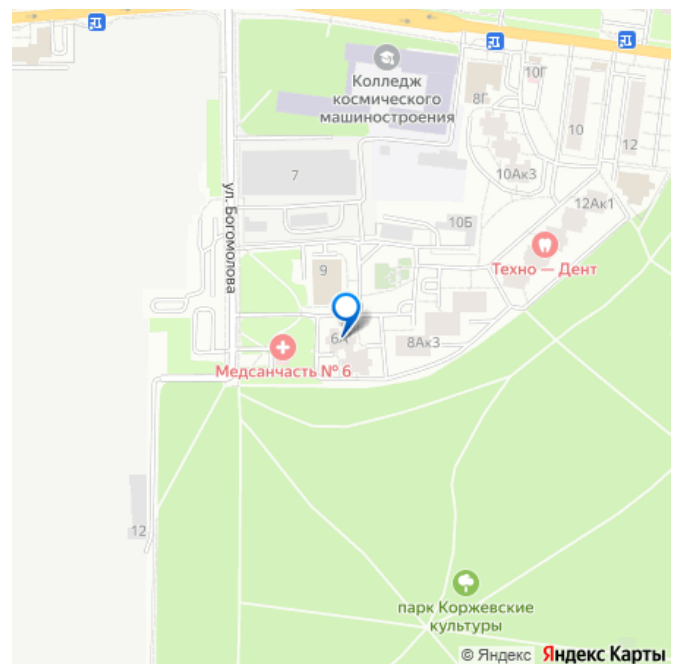 Колледж
космического
машиностроения
8Г
10Г
10
12
7
10Ак3
ул. Богомолова
12Ак1
10Б
Техно — Дент
9
6А
8Ак3
Медсанчасть № 6
12
парк Коржевские
культуры
© Яндекс Яндекс Карты